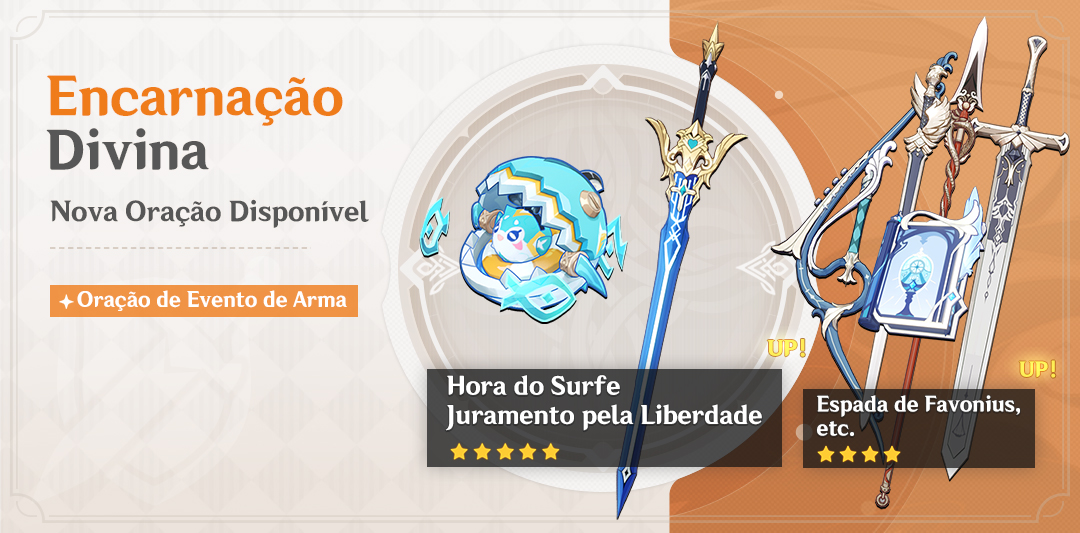 Encarnação
Divina
Nova Oração Disponível
Oração de Evento de Arma
UP!
Hora do Surfe
Juramento pela Liberdade
UP!
Espada de Favonius,
etc.